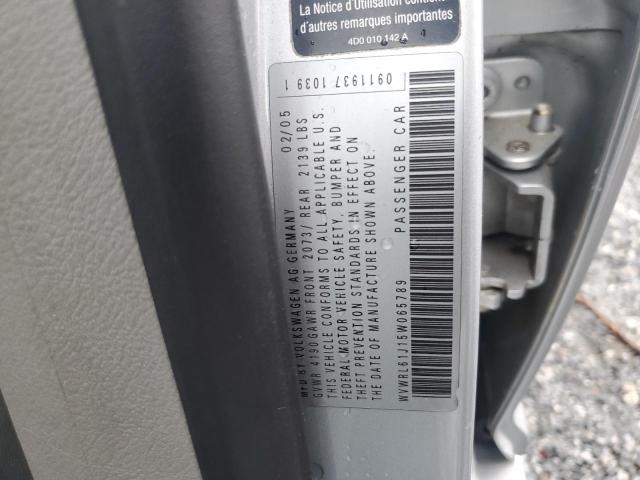 La Notice d'Utilisation contient
d'autres remarques importantes
4D0 010 142 A
0911937 1039 1
MFD BY VOLKSWAGEN AG GERMANY 02/05
GVWR 4190 GAWR FRONT 2073/ REAR 2139 LBS
THIS VEHICLE CONFORMS TO ALL APPLICABLE U.S.
FEDERAL MOTOR VEHICLE SAFETY, BUMPER AND
THEFT PREVENTION STANDARDS IN EFFECT ON
THE DATE OF MANUFACTURE SHOWN ABOVE.
WVWRL61J15W065789 PASSENGER CAR